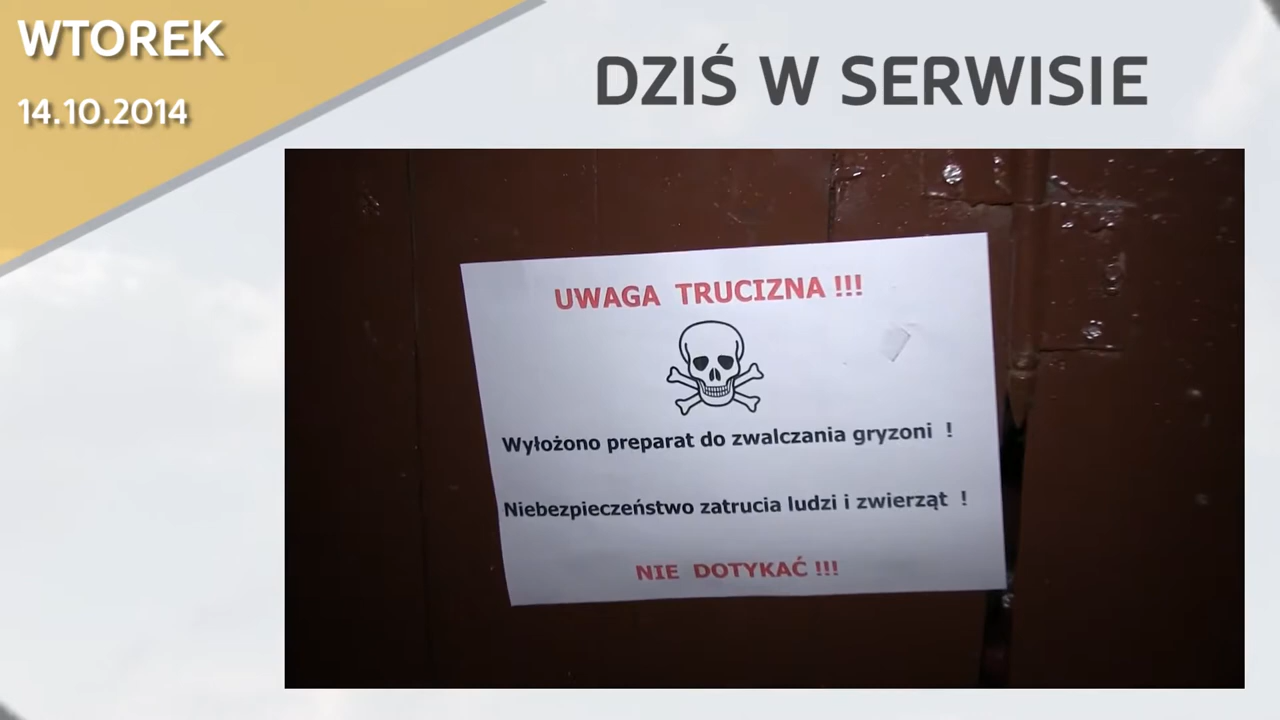 WTOREK
14.10.2014
DZIŚ W SERWISIE
UWAGA TRUCIZNA !!!
Wyłożono preparat do zwalczania gryzoni !
Niebezpieczeństwo zatrucia ludzi i zwierząt !
NIE DOTYKAĆ !!!